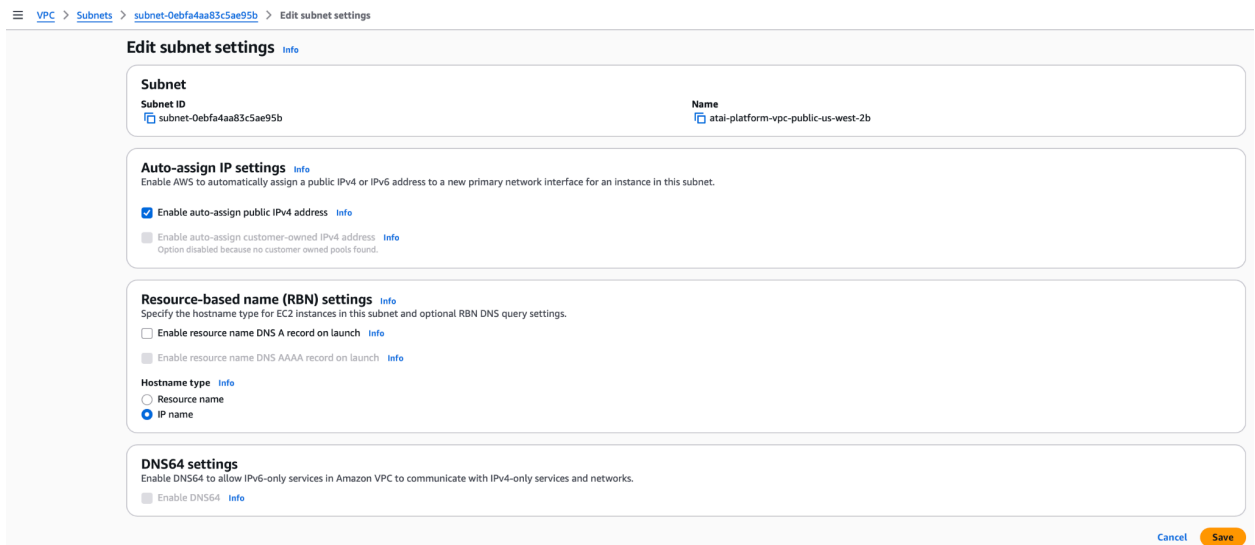 VPC > Subnets > subnet-0ebfa4aa83c5ae95b > Edit subnet settings
Edit subnet settings Info
Subnet
Subnet ID
subnet-0ebfa4aa83c5ae95b
Name
atai-platform-vpc-public-us-west-2b
Auto-assign IP settings Info
Enable AWS to automatically assign a public IPv4 or IPv6 address to a new primary network interface for an instance in this subnet.
Enable auto-assign public IPv4 address Info
Enable auto-assign customer-owned IPv4 address Info
Option disabled because no customer owned pools found.
Resource-based name (RBN) settings Info
Specify the hostname type for EC2 instances in this subnet and optional RBN DNS query settings.
Enable resource name DNS A record on launch Info
Enable resource name DNS AAAA record on launch Info
Hostname type Info
Resource name
IP name
DNS64 settings
Enable DNS64 to allow IPv6-only services in Amazon VPC to communicate with IPv4-only services and networks.
Enable DNS64 Info
Cancel Save